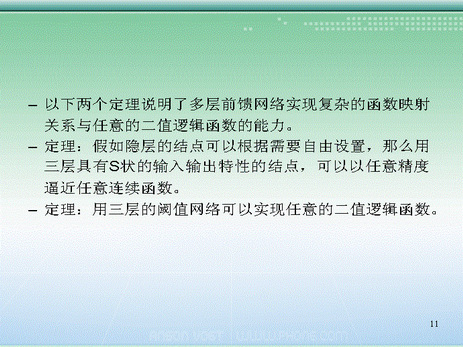 – 以下两个定理说明了多层前馈网络实现复杂的函数映射
关系与任意的二值逻辑函数的能力。
– 定理：假如隐层的结点可以根据需要自由设置，那么用
三层具有S状的输入输出特性的结点，可以以任意精度
逼近任意连续函数。
– 定理：用三层的阈值网络可以实现任意的二值逻辑函数。
11